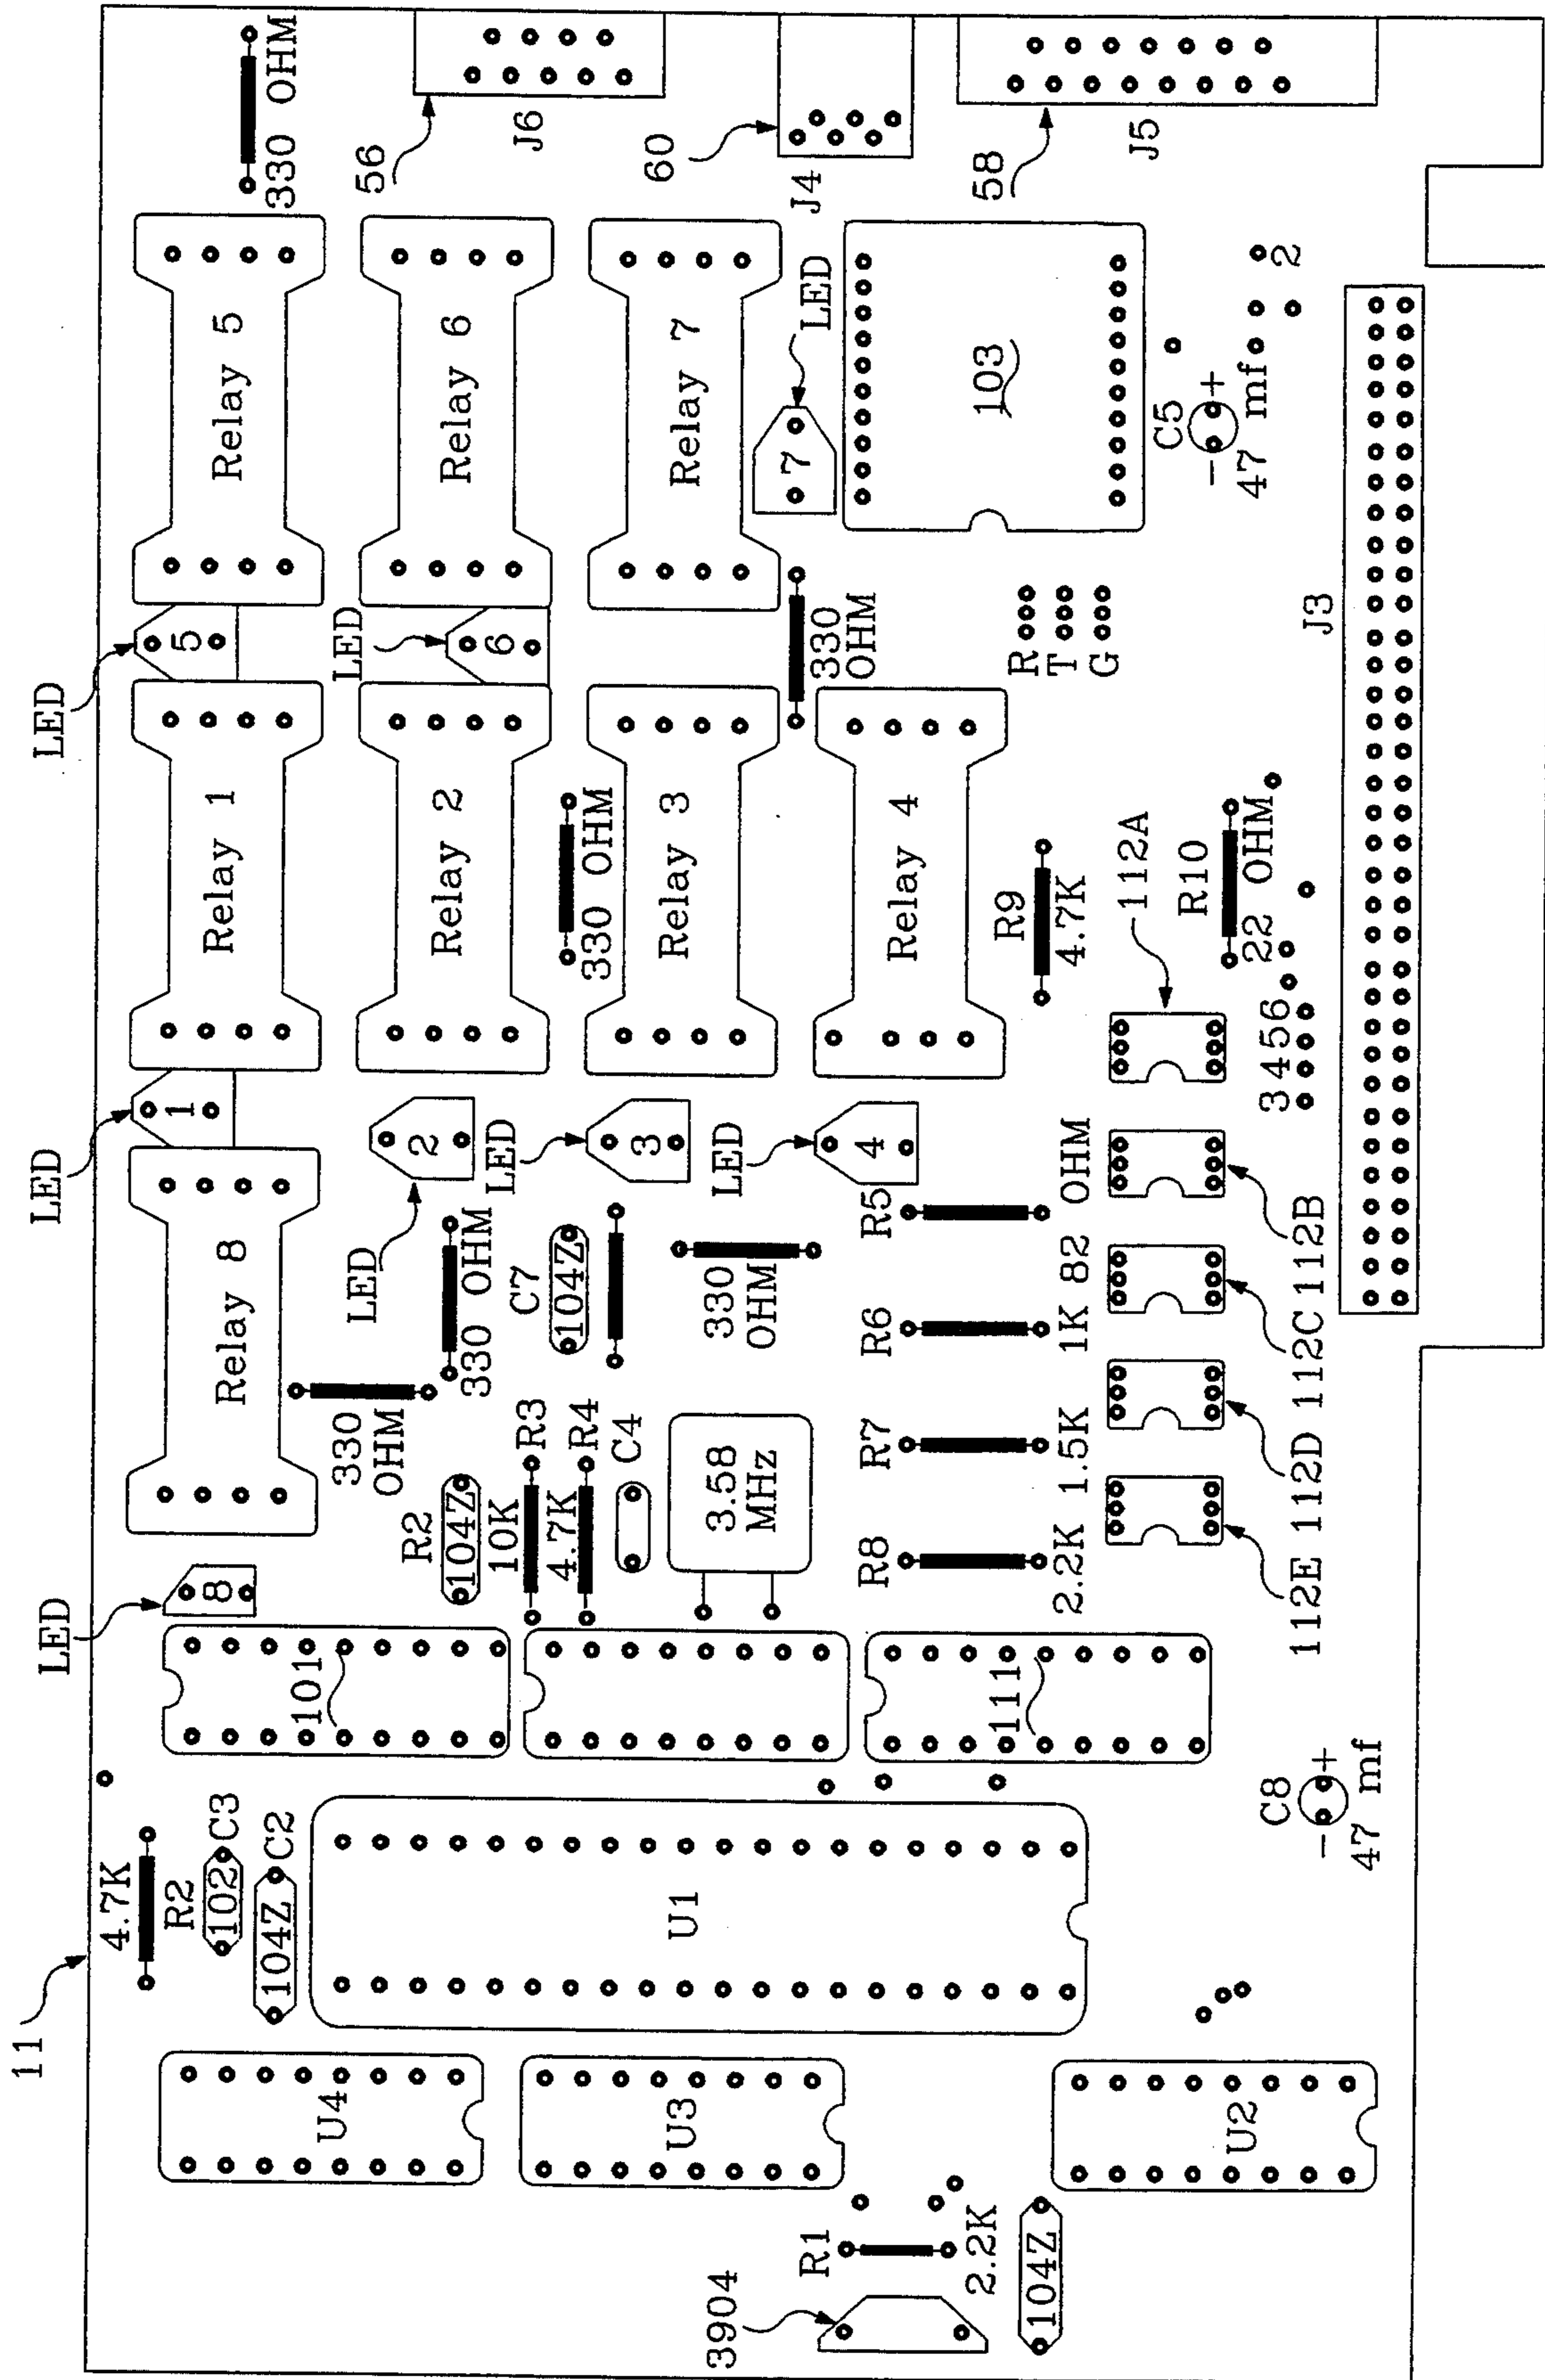 11
LED
LED
LED
330 OHM
4.7K
R2
102
C3
104Z
C2
8
Relay 8
1
Relay 1
5
Relay 5
56
J6
60
J4
58
J5
U4
U3
U2
U1
101
111
330
OHM
LED
2
330 OHM
R2
104Z
10K
R3
4.7K
R4
C4
C7
104Z
3.58
MHz
330
OHM
LED
3
LED
4
Relay 2
330 OHM
Relay 3
Relay 4
LED
6
Relay 6
Relay 7
330
OHM
7
LED
103
R
T
G
C5
- +
47 mf
2
3904
R1
2.2K
104Z
R8
2.2K
R7
1.5K
R6
1K
R5
82 OHM
R9
4.7K
112E
112D
112C
112B
112A
R10
22 OHM
3 4 5 6
J3
C8
- +
47 mf